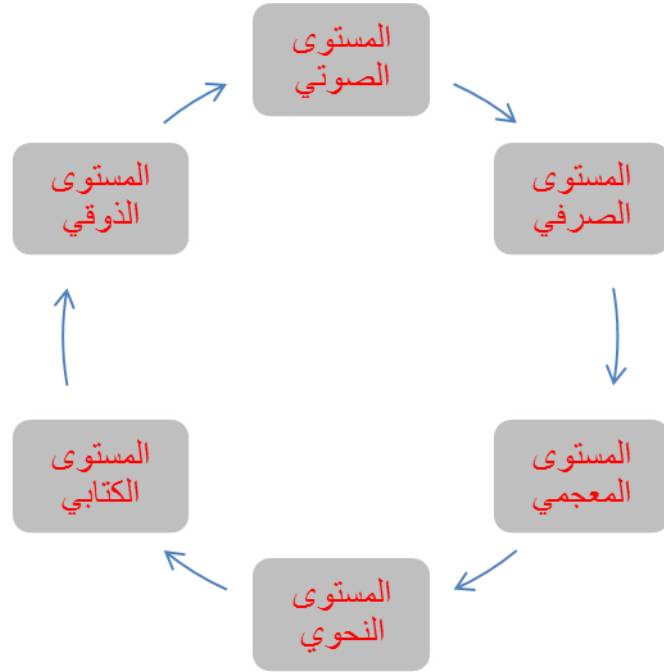 المستوى
الصوتي
المستوى
الصرفي
المستوى
المعجمي
المستوى
النحوي
المستوى
الكتابي
المستوى
الذوقي